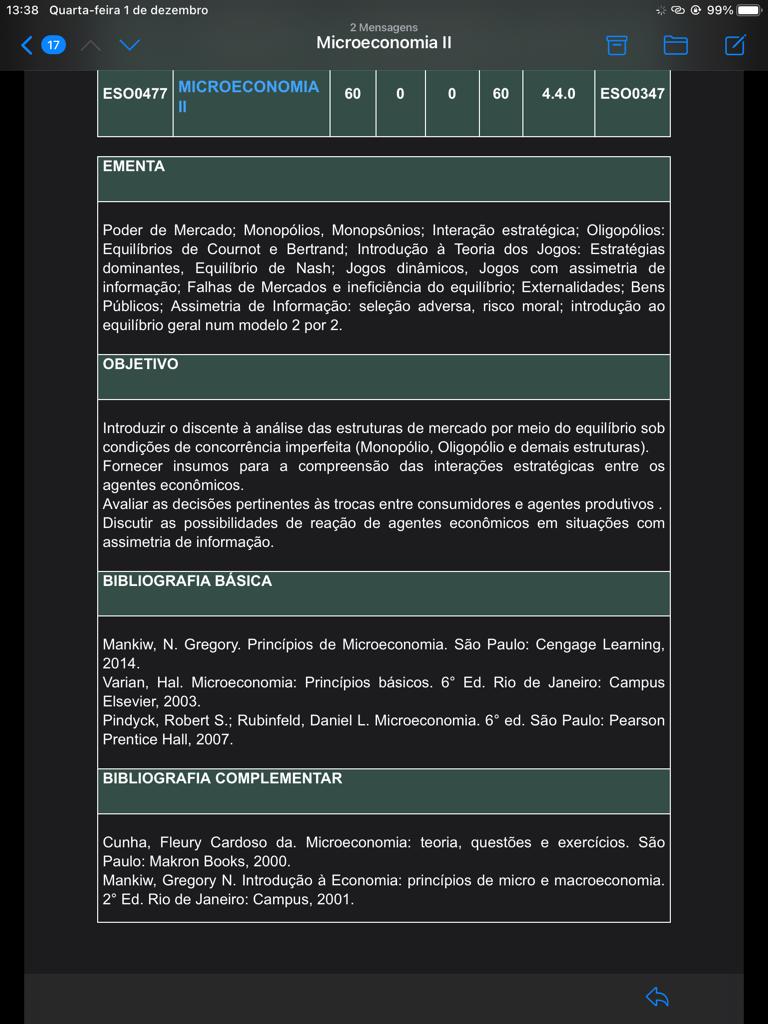 13:38 Quarta-feira 1 de dezembro
99%
2 Mensagens
17
Microeconomia II
ESO0477 MICROECONOMIA II 60 0 0 60 4.4.0 ESO0347
EMENTA
Poder de Mercado; Monopólios, Monopsônios; Interação estratégica; Oligopólios:
Equilíbrios de Cournot e Bertrand; Introdução à Teoria dos Jogos: Estratégias
dominantes, Equilíbrio de Nash; Jogos dinâmicos, Jogos com assimetria de
informação; Falhas de Mercados e ineficiência do equilíbrio; Externalidades; Bens
Públicos; Assimetria de Informação: seleção adversa, risco moral; introdução ao
equilíbrio geral num modelo 2 por 2.
OBJETIVO
Introduzir o discente à análise das estruturas de mercado por meio do equilíbrio sob
condições de concorrência imperfeita (Monopólio, Oligopólio e demais estruturas).
Fornecer insumos para a compreensão das interações estratégicas entre os
agentes econômicos.
Avaliar as decisões pertinentes às trocas entre consumidores e agentes produtivos .
Discutir as possibilidades de reação de agentes econômicos em situações com
assimetria de informação.
BIBLIOGRAFIA BÁSICA
Mankiw, N. Gregory. Princípios de Microeconomia. São Paulo: Cengage Learning,
2014.
Varian, Hal. Microeconomia: Princípios básicos. 6° Ed. Rio de Janeiro: Campus
Elsevier, 2003.
Pindyck, Robert S.; Rubinfeld, Daniel L. Microeconomia. 6° ed. São Paulo: Pearson
Prentice Hall, 2007.
BIBLIOGRAFIA COMPLEMENTAR
Cunha, Fleury Cardoso da. Microeconomia: teoria, questões e exercícios. São
Paulo: Makron Books, 2000.
Mankiw, Gregory N. Introdução à Economia: princípios de micro e macroeconomia.
2° Ed. Rio de Janeiro: Campus, 2001.